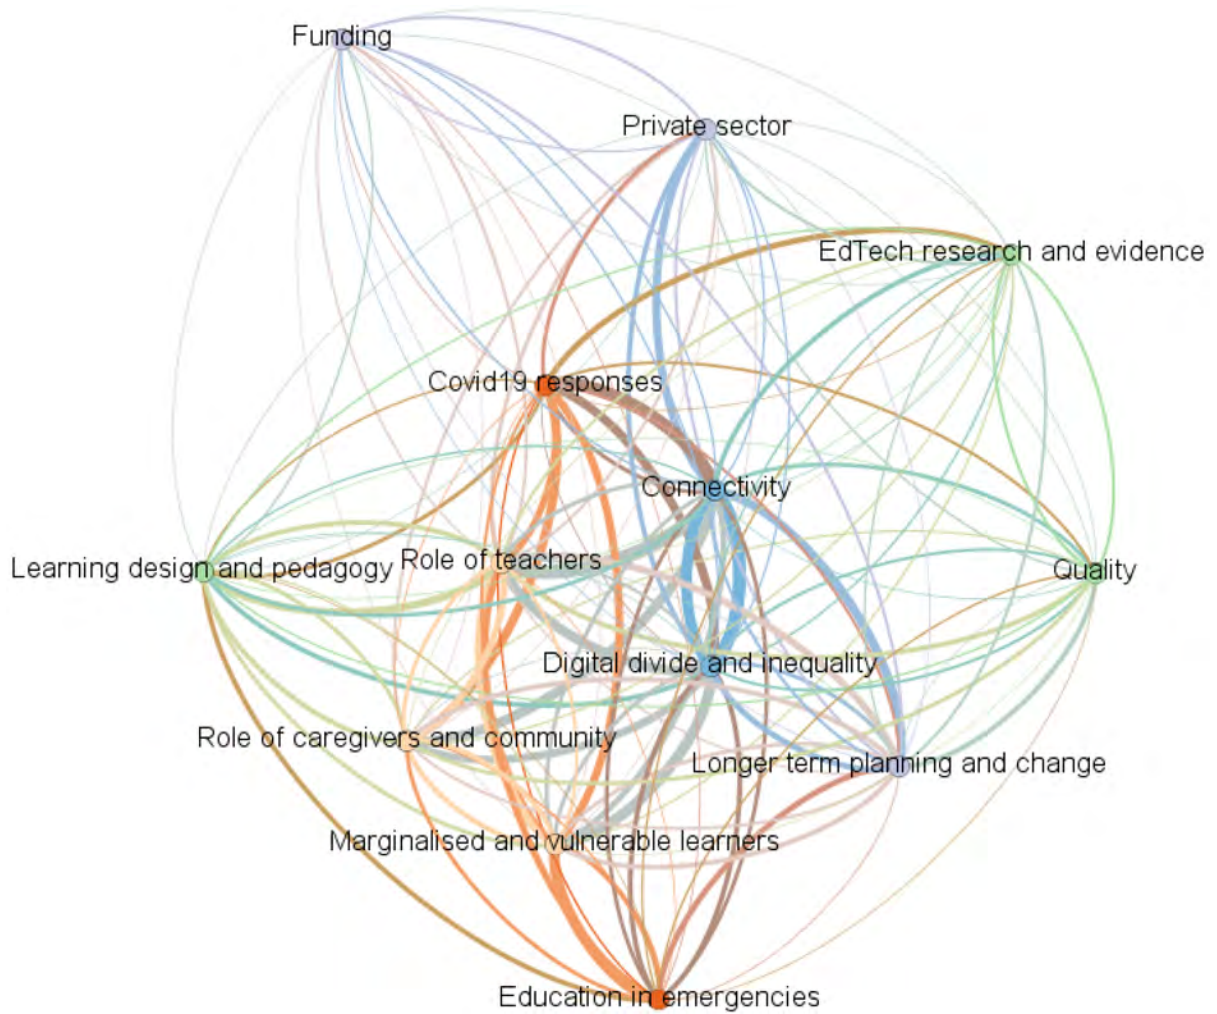 Funding
Private sector
EdTech research and evidence
Covid19 responses
Connectivity
Learning design and pedagogy
Role of teachers
Quality
Digital divide and inequality
Role of caregivers and community
Longer term planning and change
Marginalised and vulnerable learners
Education in emergencies